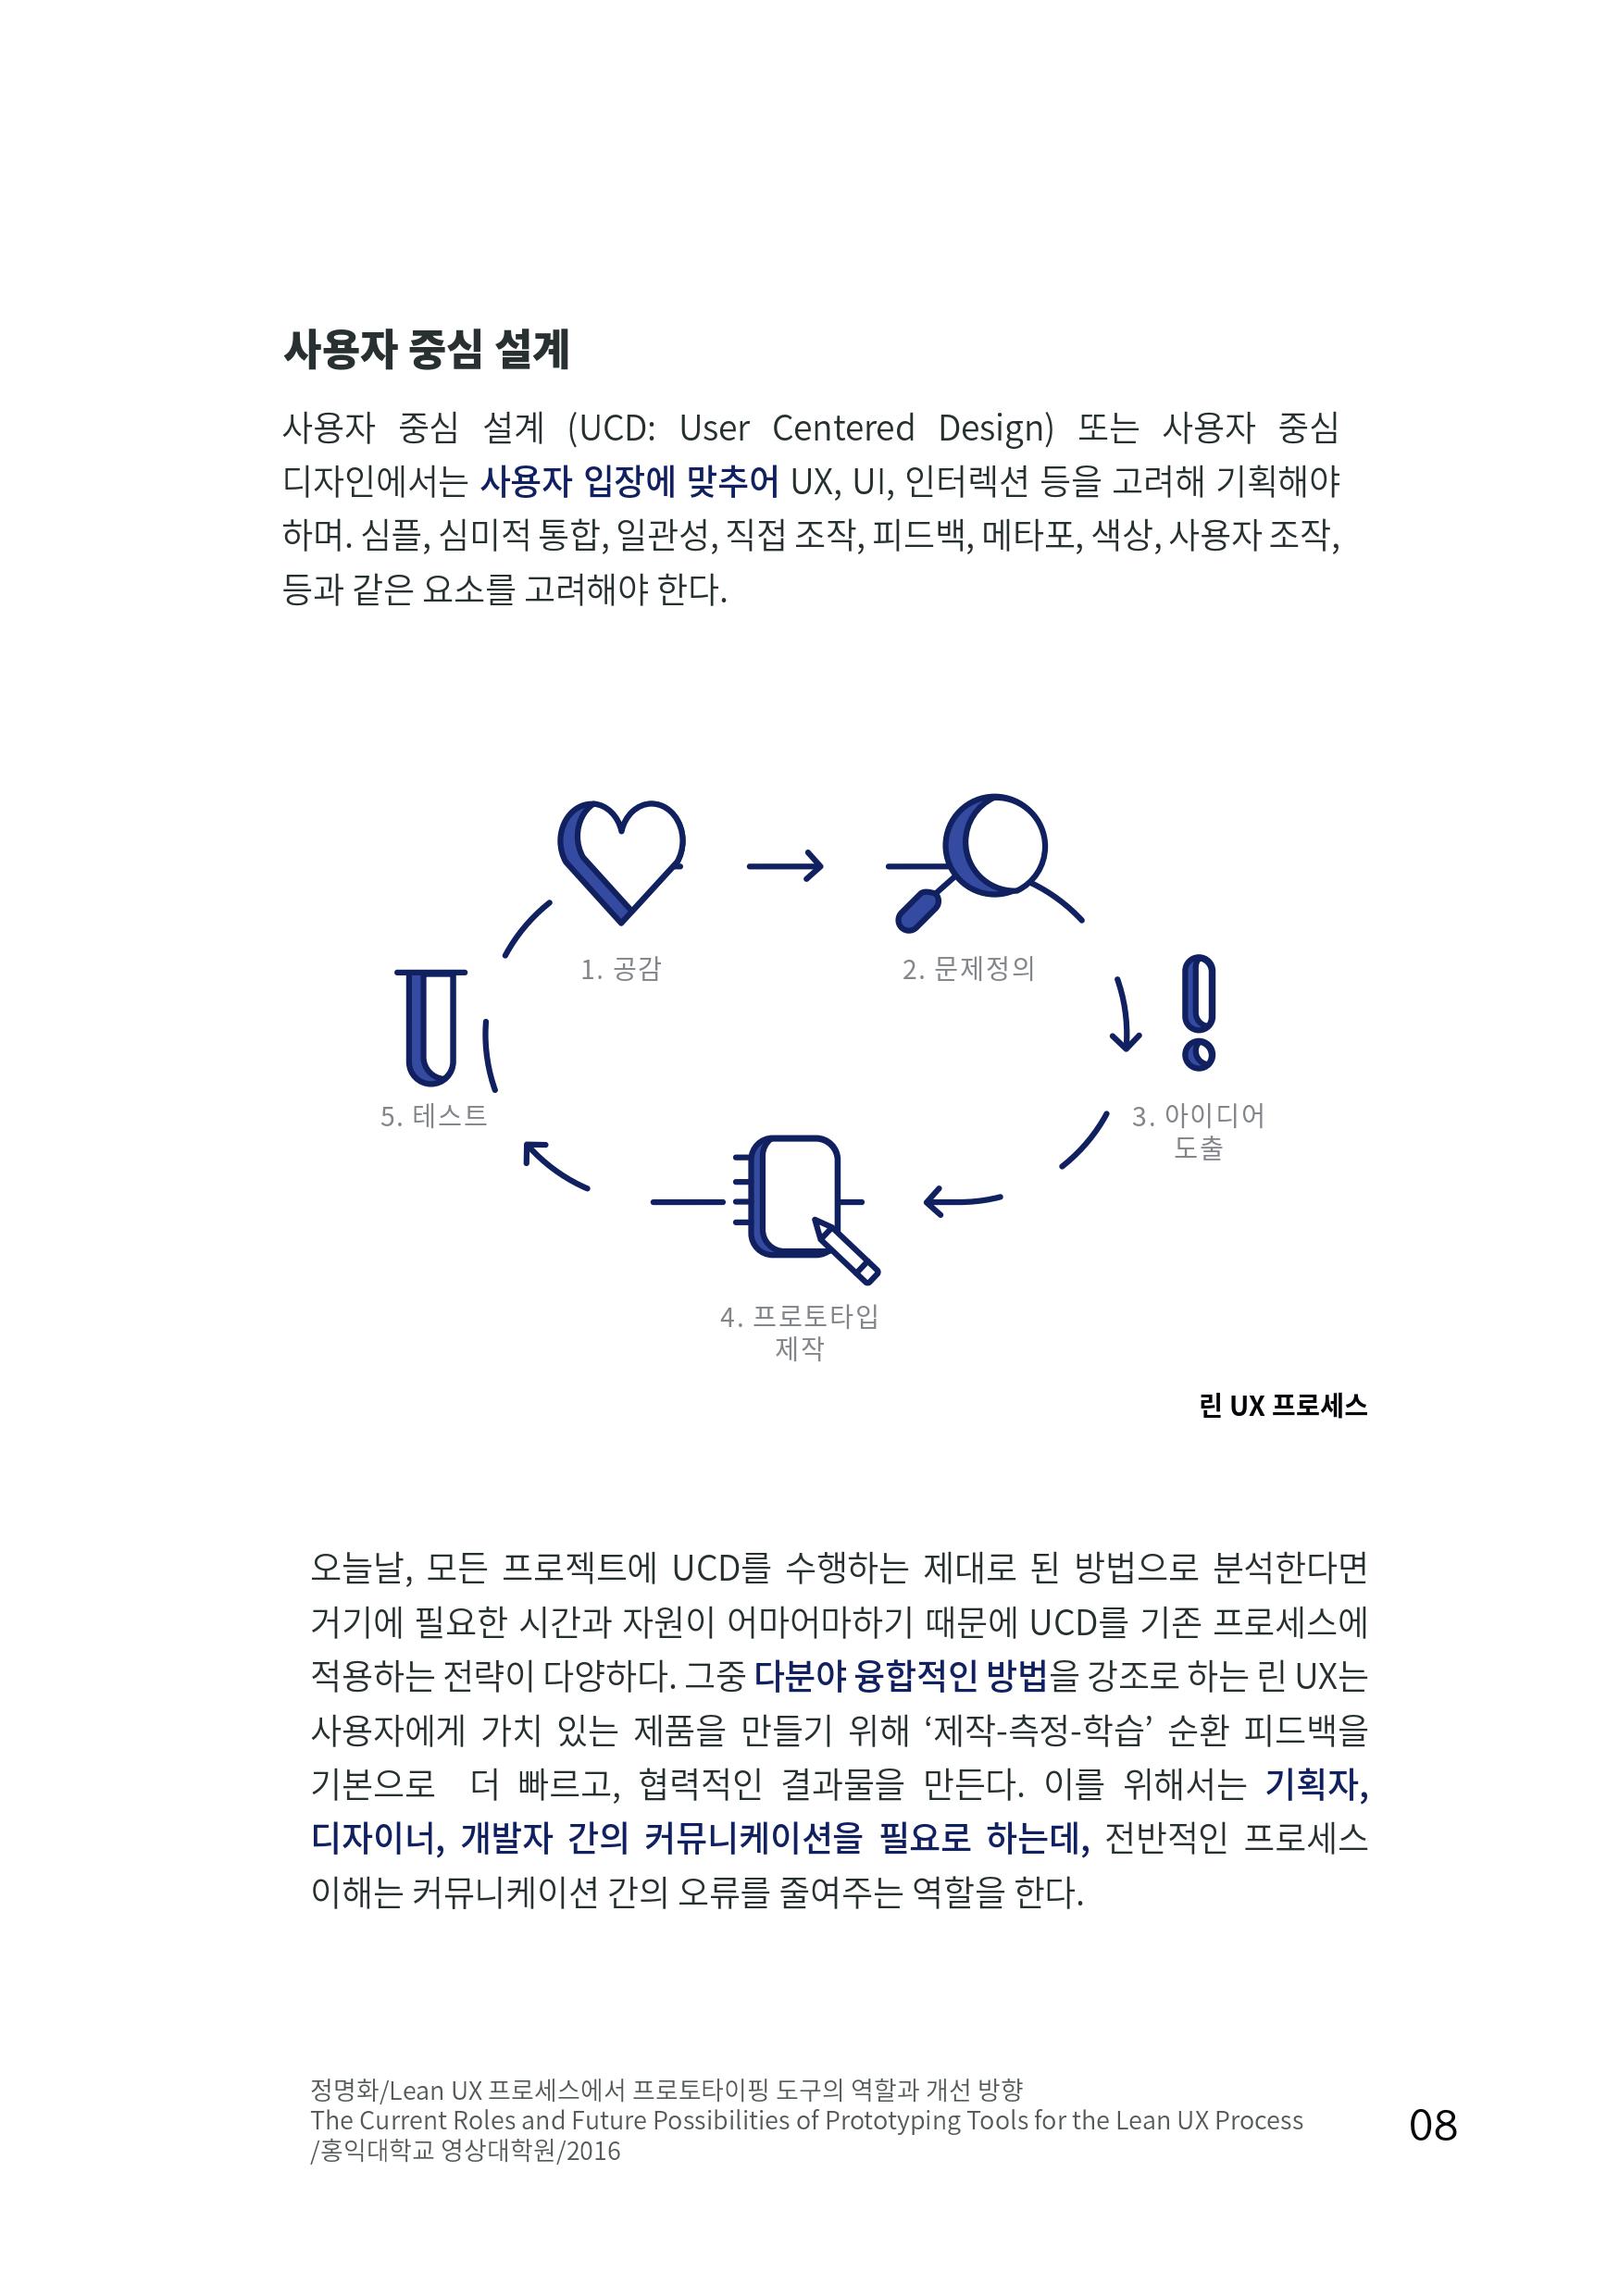 사용자 중심 설계
사용자 중심 설계 (UCD: User Centered Design) 또는 사용자 중심
디자인에서는 사용자 입장에 맞추어 UX, UI, 인터렉션 등을 고려해 기획해야
하며. 심플, 심미적 통합, 일관성, 직접 조작, 피드백, 메타포, 색상, 사용자 조작,
등과 같은 요소를 고려해야 한다.
1. 공감
2. 문제정의
3. 아이디어
도출
4. 프로토타입
제작
5. 테스트
린 UX 프로세스
오늘날, 모든 프로젝트에 UCD를 수행하는 제대로 된 방법으로 분석한다면
거기에 필요한 시간과 자원이 어마어마하기 때문에 UCD를 기존 프로세스에
적용하는 전략이 다양하다. 그중 다분야 융합적인 방법을 강조로 하는 린 UX는
사용자에게 가치 있는 제품을 만들기 위해 ‘제작-측정-학습’ 순환 피드백을
기본으로 더 빠르고, 협력적인 결과물을 만든다. 이를 위해서는 기획자,
디자이너, 개발자 간의 커뮤니케이션을 필요로 하는데, 전반적인 프로세스
이해는 커뮤니케이션 간의 오류를 줄여주는 역할을 한다.
정명화/Lean UX 프로세스에서 프로토타이핑 도구의 역할과 개선 방향
The Current Roles and Future Possibilities of Prototyping Tools for the Lean UX Process
/홍익대학교 영상대학원/2016
08